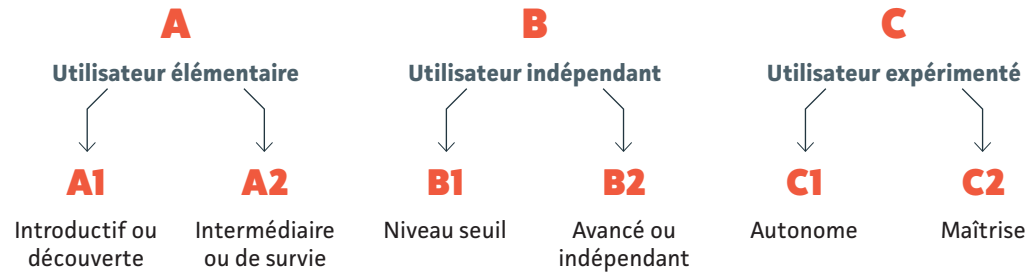 A
B
C
Utilisateur élémentaire
Utilisateur indépendant
Utilisateur expérimenté
A1
A2
B1
B2
C1
C2
Introductif ou
découverte
Intermédiaire
ou de survie
Niveau seuil
Avancé ou
indépendant
Autonome
Maîtrise